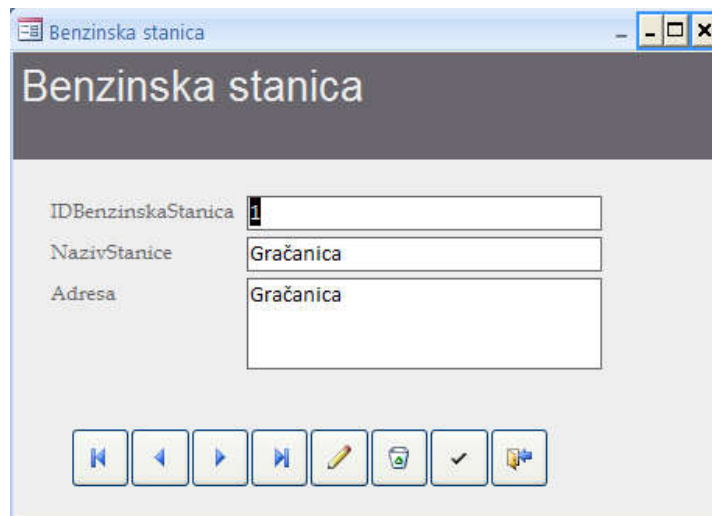 Benzinska stanica
Benzinska stanica
IDBenzinskaStanica 1
NazivStanice Gračanica
Adresa Gračanica